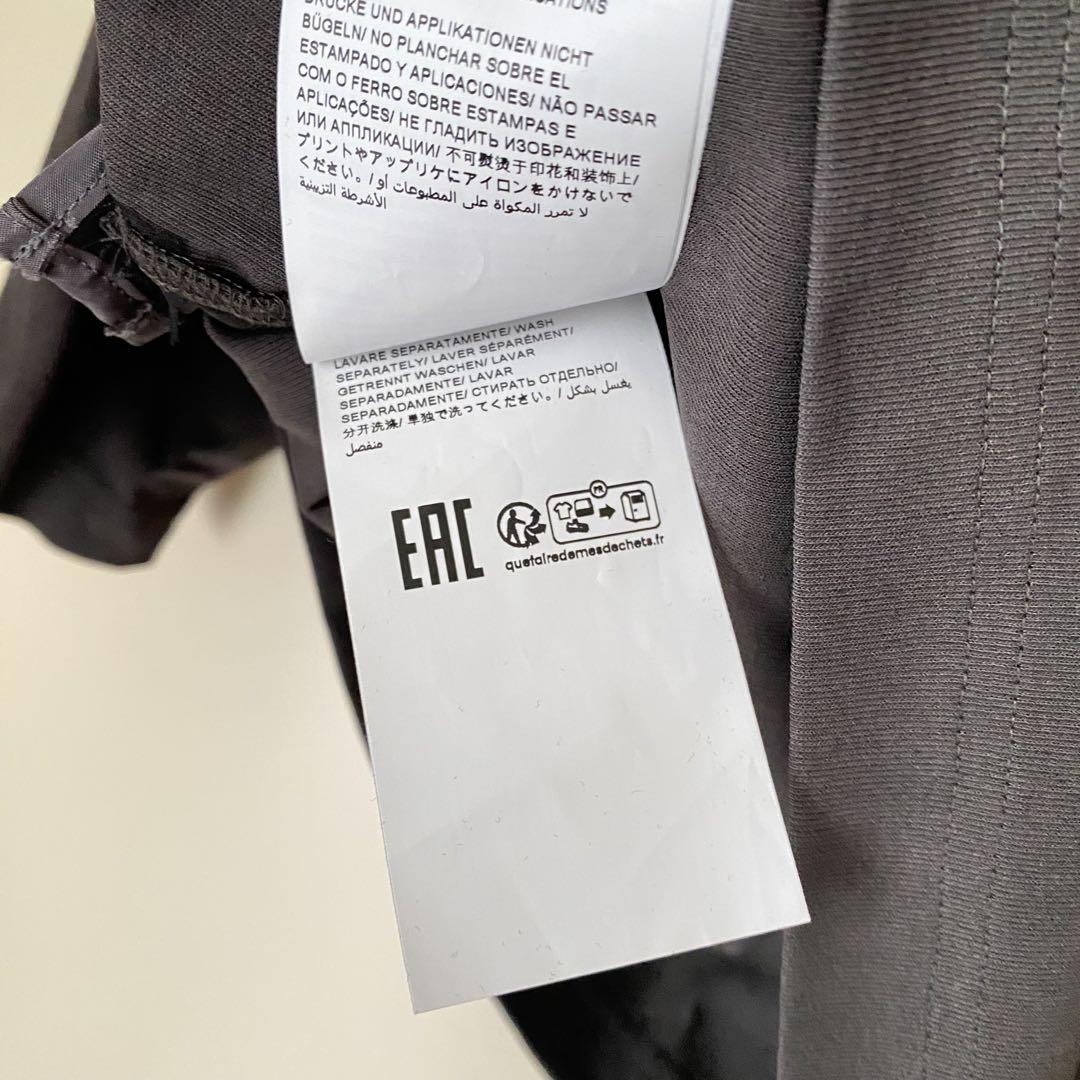 DRUCKE UND APPLIKATIONEN NICHT
BÜGELN/ NO PLANCHAR SOBRE EL
ESTAMPADO Y APLICACIONES/ NÃO PASSAR
COM O FERRO SOBRE ESTAMPAS E
APLICAÇÕES/ НЕ ГЛАДИТЬ ИЗОБРАЖЕНИЕ
ИЛИ АППЛИКАЦИИ/ 不可熨烫于印花和装饰上/
プリントやアップリケにアイロンをかけないで
ください。/ لا تمرر المكواة على المطبوعات أو
الأشرطة التزيينية
LAVARE SEPARATAMENTE/ WASH
SEPARATELY/ LAVER SÉPARÉMENT/
GETRENNT WASCHEN/ LAVAR
SEPARADAMENTE/ LAVAR
SEPARADAMENTE/ СТИРАТЬ ОТДЕЛЬНО/
分开洗涤/ 単独で洗ってください。/ يغسل بشكل
منفصل
EAC
FR
quefairedemesdechets.fr